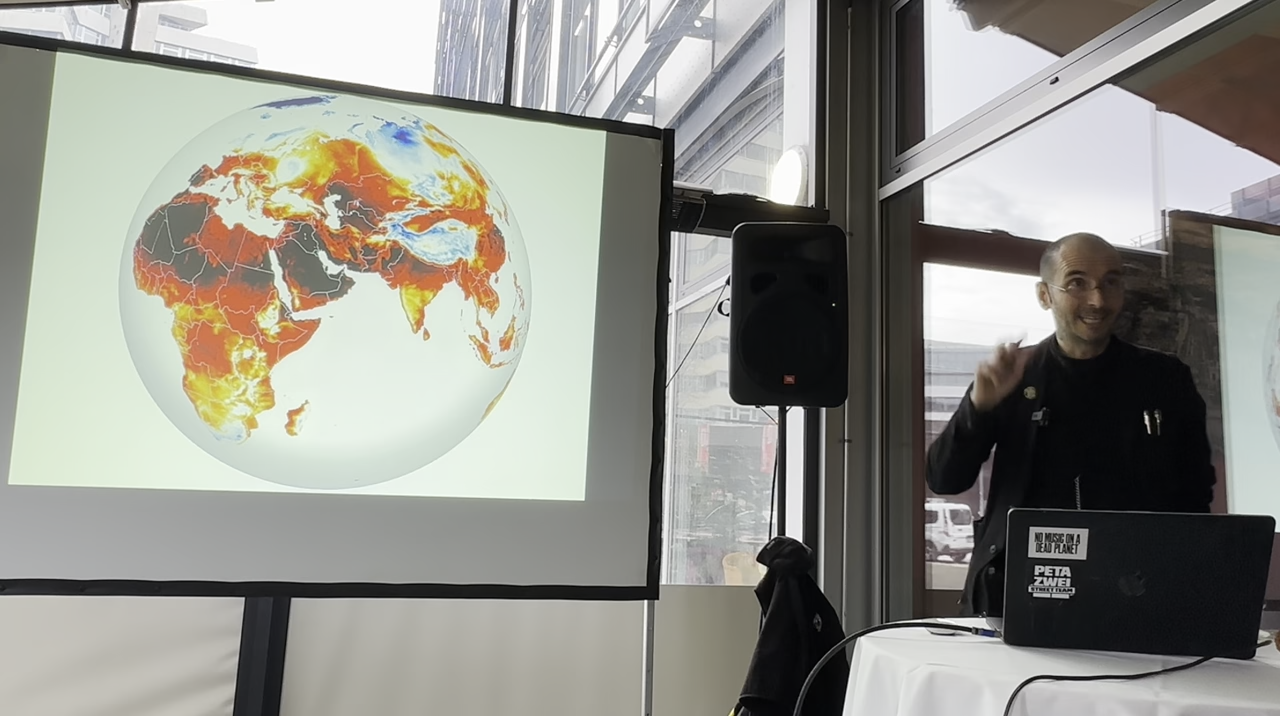 JBL
NO MUSIC ON A
DEAD PLANET
PETA
ZWEI
STREET TEAM